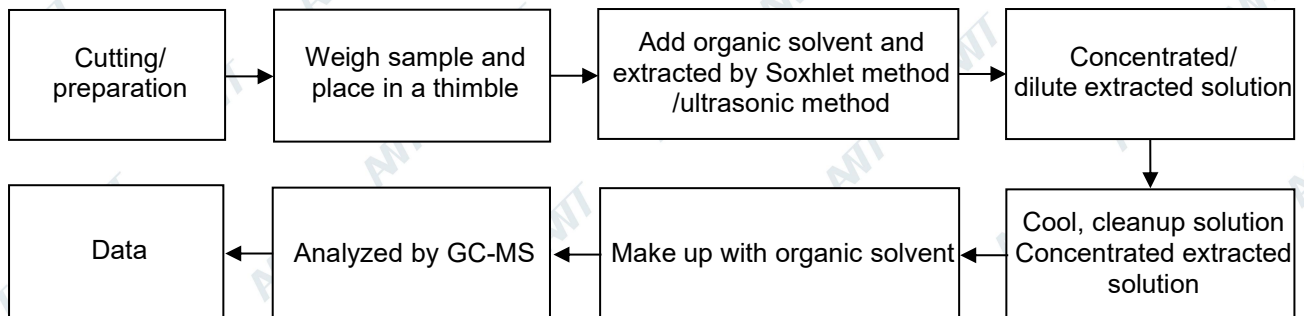 Cutting/
preparation
Weigh sample and
place in a thimble
Add organic solvent and
extracted by Soxhlet method
/ultrasonic method
Concentrated/
dilute extracted solution
Cool, cleanup solution
Concentrated extracted
solution
Make up with organic solvent
Analyzed by GC-MS
Data